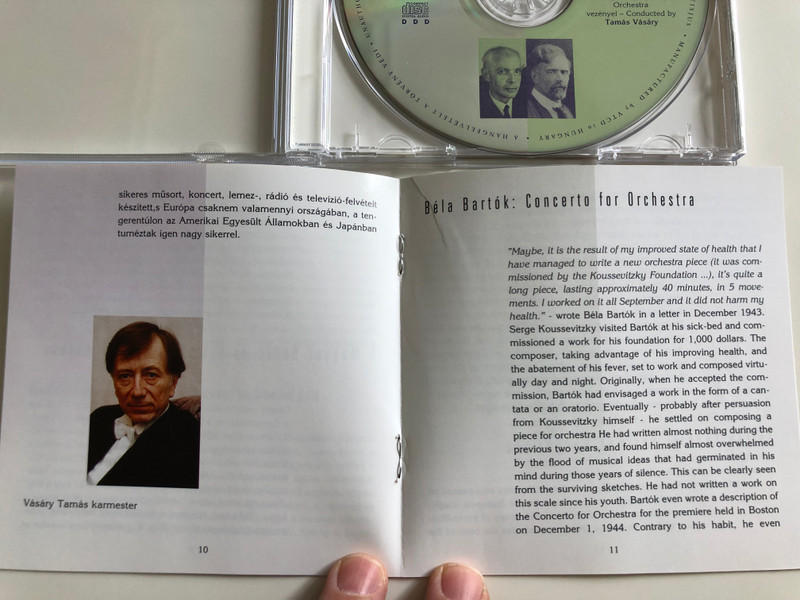 COMPACT
disc
DIGITAL AUDIO
D D D
Orchestra
vezényel – Conducted by
Tamás Vásáry
MANUFACTURED by VTCD in HUNGARY • A HANGFELVÉTELT A TÖRVÉNY VÉDI •
sikeres műsort, koncert, lemez-, rádió és televízió-felvételt
készített,s Európa csaknem valamennyi országában, a ten-
gerentúlon az Amerikai Egyesült Államokban és Japánban
turnéztak igen nagy sikerrel.
Vásáry Tamás karmester
10
Béla Bartók: Concerto for Orchestra
"Maybe, it is the result of my improved state of health that I
have managed to write a new orchestra piece (it was com-
missioned by the Koussevitzky Foundation ...), it's quite a
long piece, lasting approximately 40 minutes, in 5 move-
ments. I worked on it all September and it did not harm my
health." - wrote Béla Bartók in a letter in December 1943.
Serge Koussevitzky visited Bartók at his sick-bed and com-
missioned a work for his foundation for 1,000 dollars. The
composer, taking advantage of his improving health, and
the abatement of his fever, set to work and composed virtu-
ally day and night. Originally, when he accepted the com-
mission, Bartók had envisaged a work in the form of a can-
tata or an oratorio. Eventually - probably after persuasion
from Koussevitzky himself - he settled on composing a
piece for orchestra He had written almost nothing during the
previous two years, and found himself almost overwhelmed
by the flood of musical ideas that had germinated in his
mind during those years of silence. This can be clearly seen
from the surviving sketches. He had not written a work on
this scale since his youth. Bartók even wrote a description of
the Concerto for Orchestra for the premiere held in Boston
on December 1, 1944. Contrary to his habit, he even
11